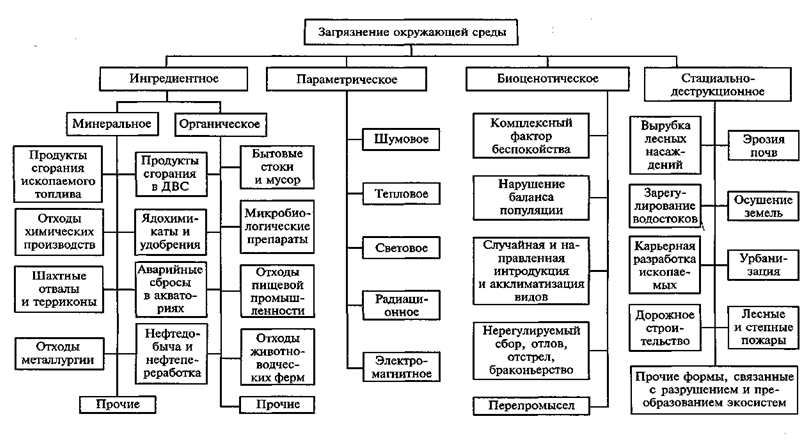 Загрязнение окружающей среды
Ингредиентное
Параметрическое
Биоценотическое
Стациально-
деструкционное
Минеральное
Органическое
Продукты
сгорания
ископаемого
топлива
Отходы
химических
производств
Шахтные
отвалы
и терриконы
Отходы
металлургии
Прочие
Продукты
сгорания
в ДВС
Ядохими-
каты и
удобрения
Аварийные
сбросы
в аквато-
риях
Нефтедо-
быча и
нефтепе-
реработка
Бытовые
стоки
и мусор
Микробио-
логические
препараты
Отходы
пищевой
промыш-
ленности
Отходы
животно-
водчес-
ких ферм
Прочие
Шумовое
Тепловое
Световое
Радиаци-
онное
Электро-
магнитное
Комплексный
фактор
беспокойства
Нарушение
баланса
популяции
Случайная и на-
правленная
интродукция
и акклиматизация
видов
Нерегулируемый
сбор, отлов,
отстрел,
браконьерство
Перепромысел
Вырубка
лесных
насаж-
дений
Зарегу-
лирование
водостоков
Карьерная
разработка
ископае-
мых
Дорожное
строи-
тельство
Эрозия
почв
Осушение
земель
Урбани-
зация
Лесные
и степные
пожары
Прочие формы, связанные
с разрушением и пре-
образованием экосистем